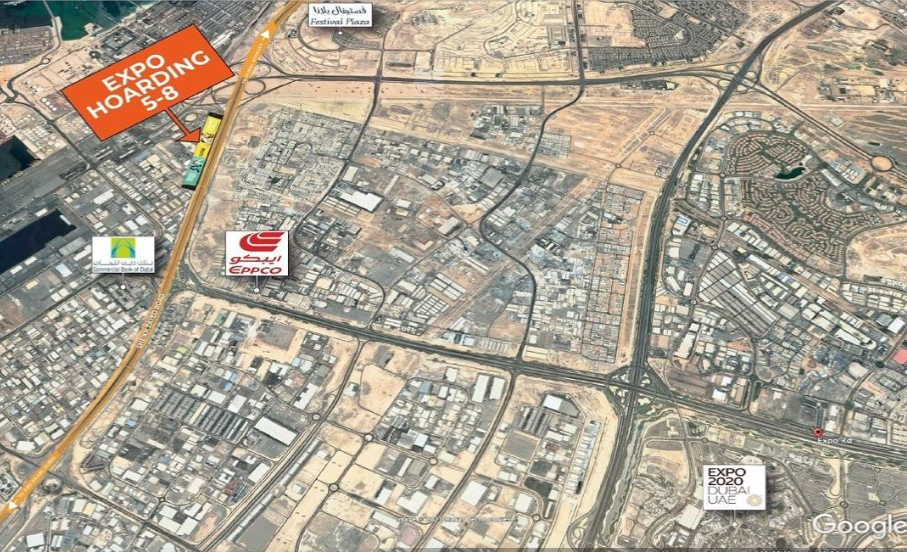 فستيفال بلازا
Festival Plaza
EXPO
HOARDING
5-8
Commercial Bank of Dubai
ايبكو
EPPCO
Expo Rd
EXPO
2020
DUBAI
UAE
Google